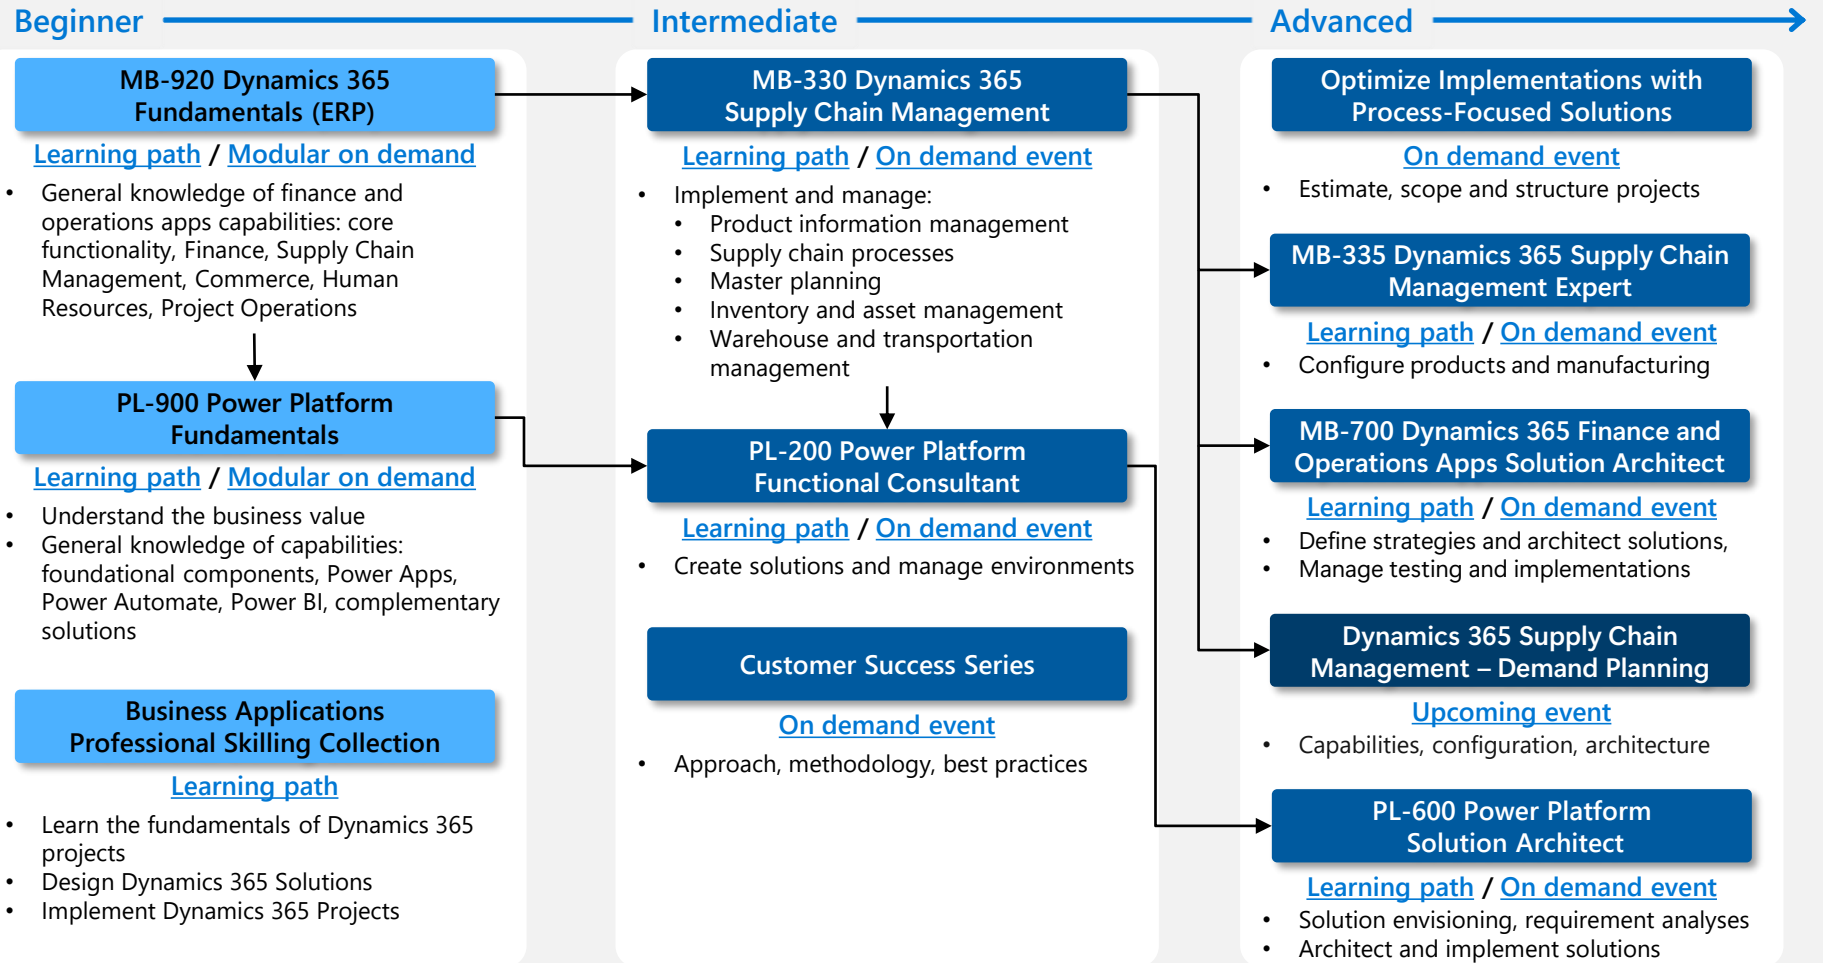 Beginner
MB-920 Dynamics 365
Fundamentals (ERP)
Learning path / Modular on demand
• General knowledge of finance and
operations apps capabilities: core
functionality, Finance, Supply Chain
Management, Commerce, Human
Resources, Project Operations
PL-900 Power Platform
Fundamentals
Learning path / Modular on demand
• Understand the business value
• General knowledge of capabilities:
foundational components, Power Apps,
Power Automate, Power BI, complementary
solutions
Business Applications
Professional Skilling Collection
Learning path
• Learn the fundamentals of Dynamics 365
projects
• Design Dynamics 365 Solutions
• Implement Dynamics 365 Projects
Intermediate
MB-330 Dynamics 365
Supply Chain Management
Learning path / On demand event
• Implement and manage:
• Product information management
• Supply chain processes
• Master planning
• Inventory and asset management
• Warehouse and transportation
management
PL-200 Power Platform
Functional Consultant
Learning path / On demand event
• Create solutions and manage environments
Customer Success Series
On demand event
• Approach, methodology, best practices
Advanced
Optimize Implementations with
Process-Focused Solutions
On demand event
• Estimate, scope and structure projects
MB-335 Dynamics 365 Supply Chain
Management Expert
Learning path / On demand event
• Configure products and manufacturing
MB-700 Dynamics 365 Finance and
Operations Apps Solution Architect
Learning path / On demand event
• Define strategies and architect solutions,
• Manage testing and implementations
Dynamics 365 Supply Chain
Management – Demand Planning
Upcoming event
• Capabilities, configuration, architecture
PL-600 Power Platform
Solution Architect
Learning path / On demand event
• Solution envisioning, requirement analyses
• Architect and implement solutions